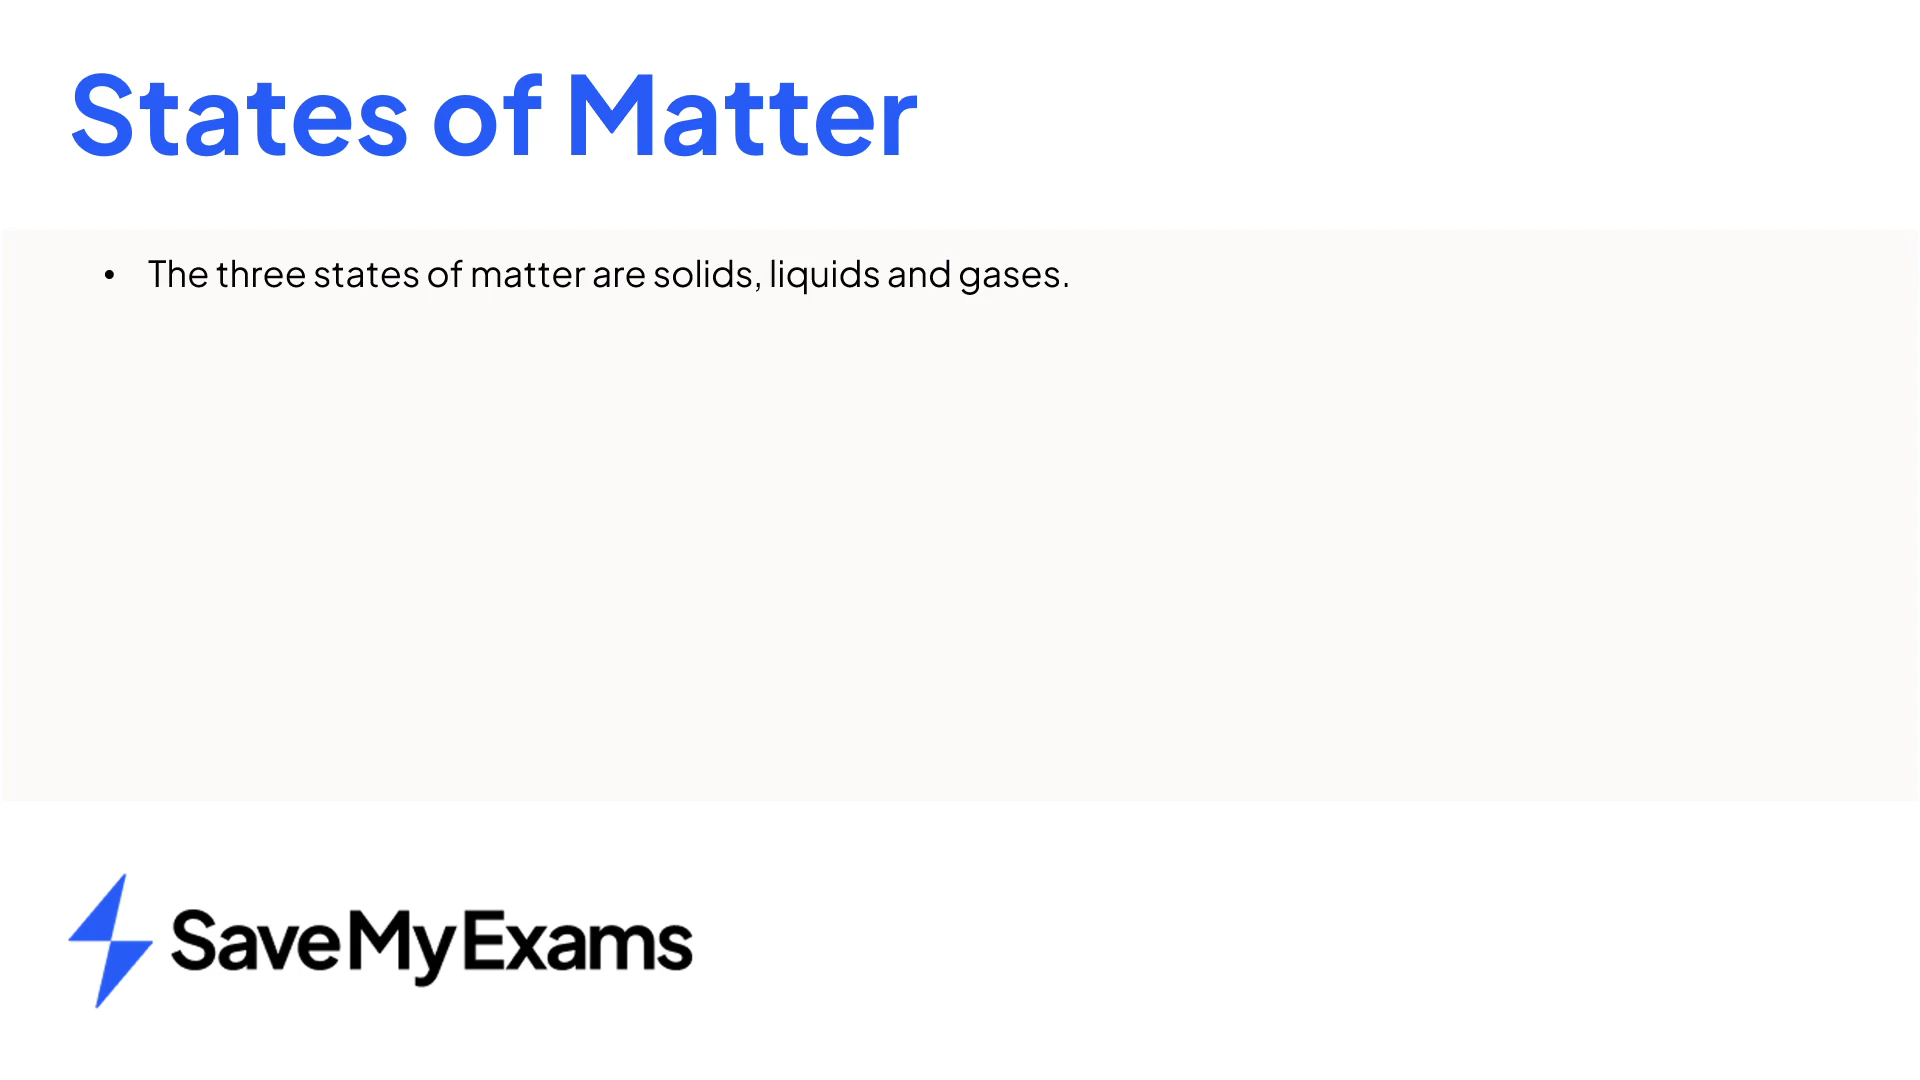 States of Matter
• The three states of matter are solids, liquids and gases.
SaveMyExams